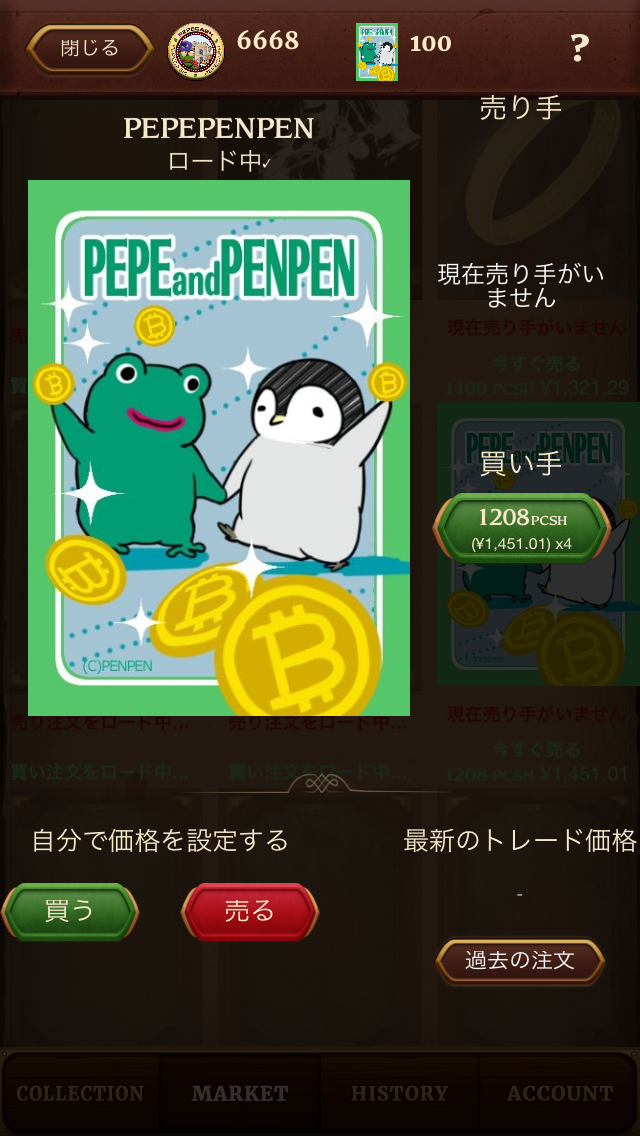 閉じる
PEPECASH
6668
100
?
売り手
PEPEPENPEN
ロード中✓
PEPEandPENPEN
(C)PENPEN
現在売り手がい
ません
現在売り手がいません
今すぐ売る
1100 PCSH ¥1,321.29
買い手
1208PCSH
(¥1,451.01) x4
売り注文をロード中...
売り注文をロード中...
現在売り手がいません
今すぐ売る
買い注文をロード中...
買い注文をロード中...
1208 PCSH ¥1,451.01
自分で価格を設定する
最新のトレード価格
-
買う
売る
過去の注文
COLLECTION
MARKET
HISTORY
ACCOUNT